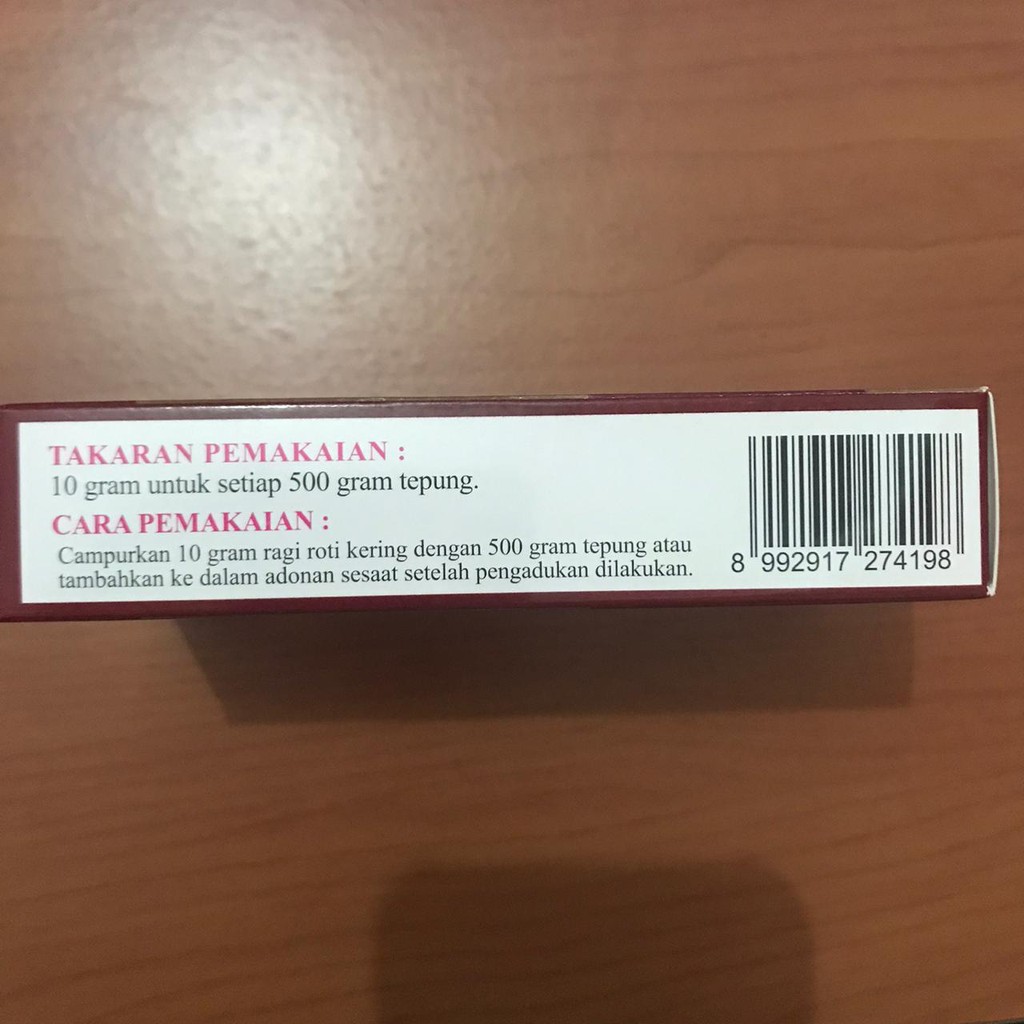 TAKARAN PEMAKAIAN :
10 gram untuk setiap 500 gram tepung.
CARA PEMAKAIAN :
Campurkan 10 gram ragi roti kering dengan 500 gram tepung atau
tambahkan ke dalam adonan sesaat setelah pengadukan dilakukan.
8 992917 274198